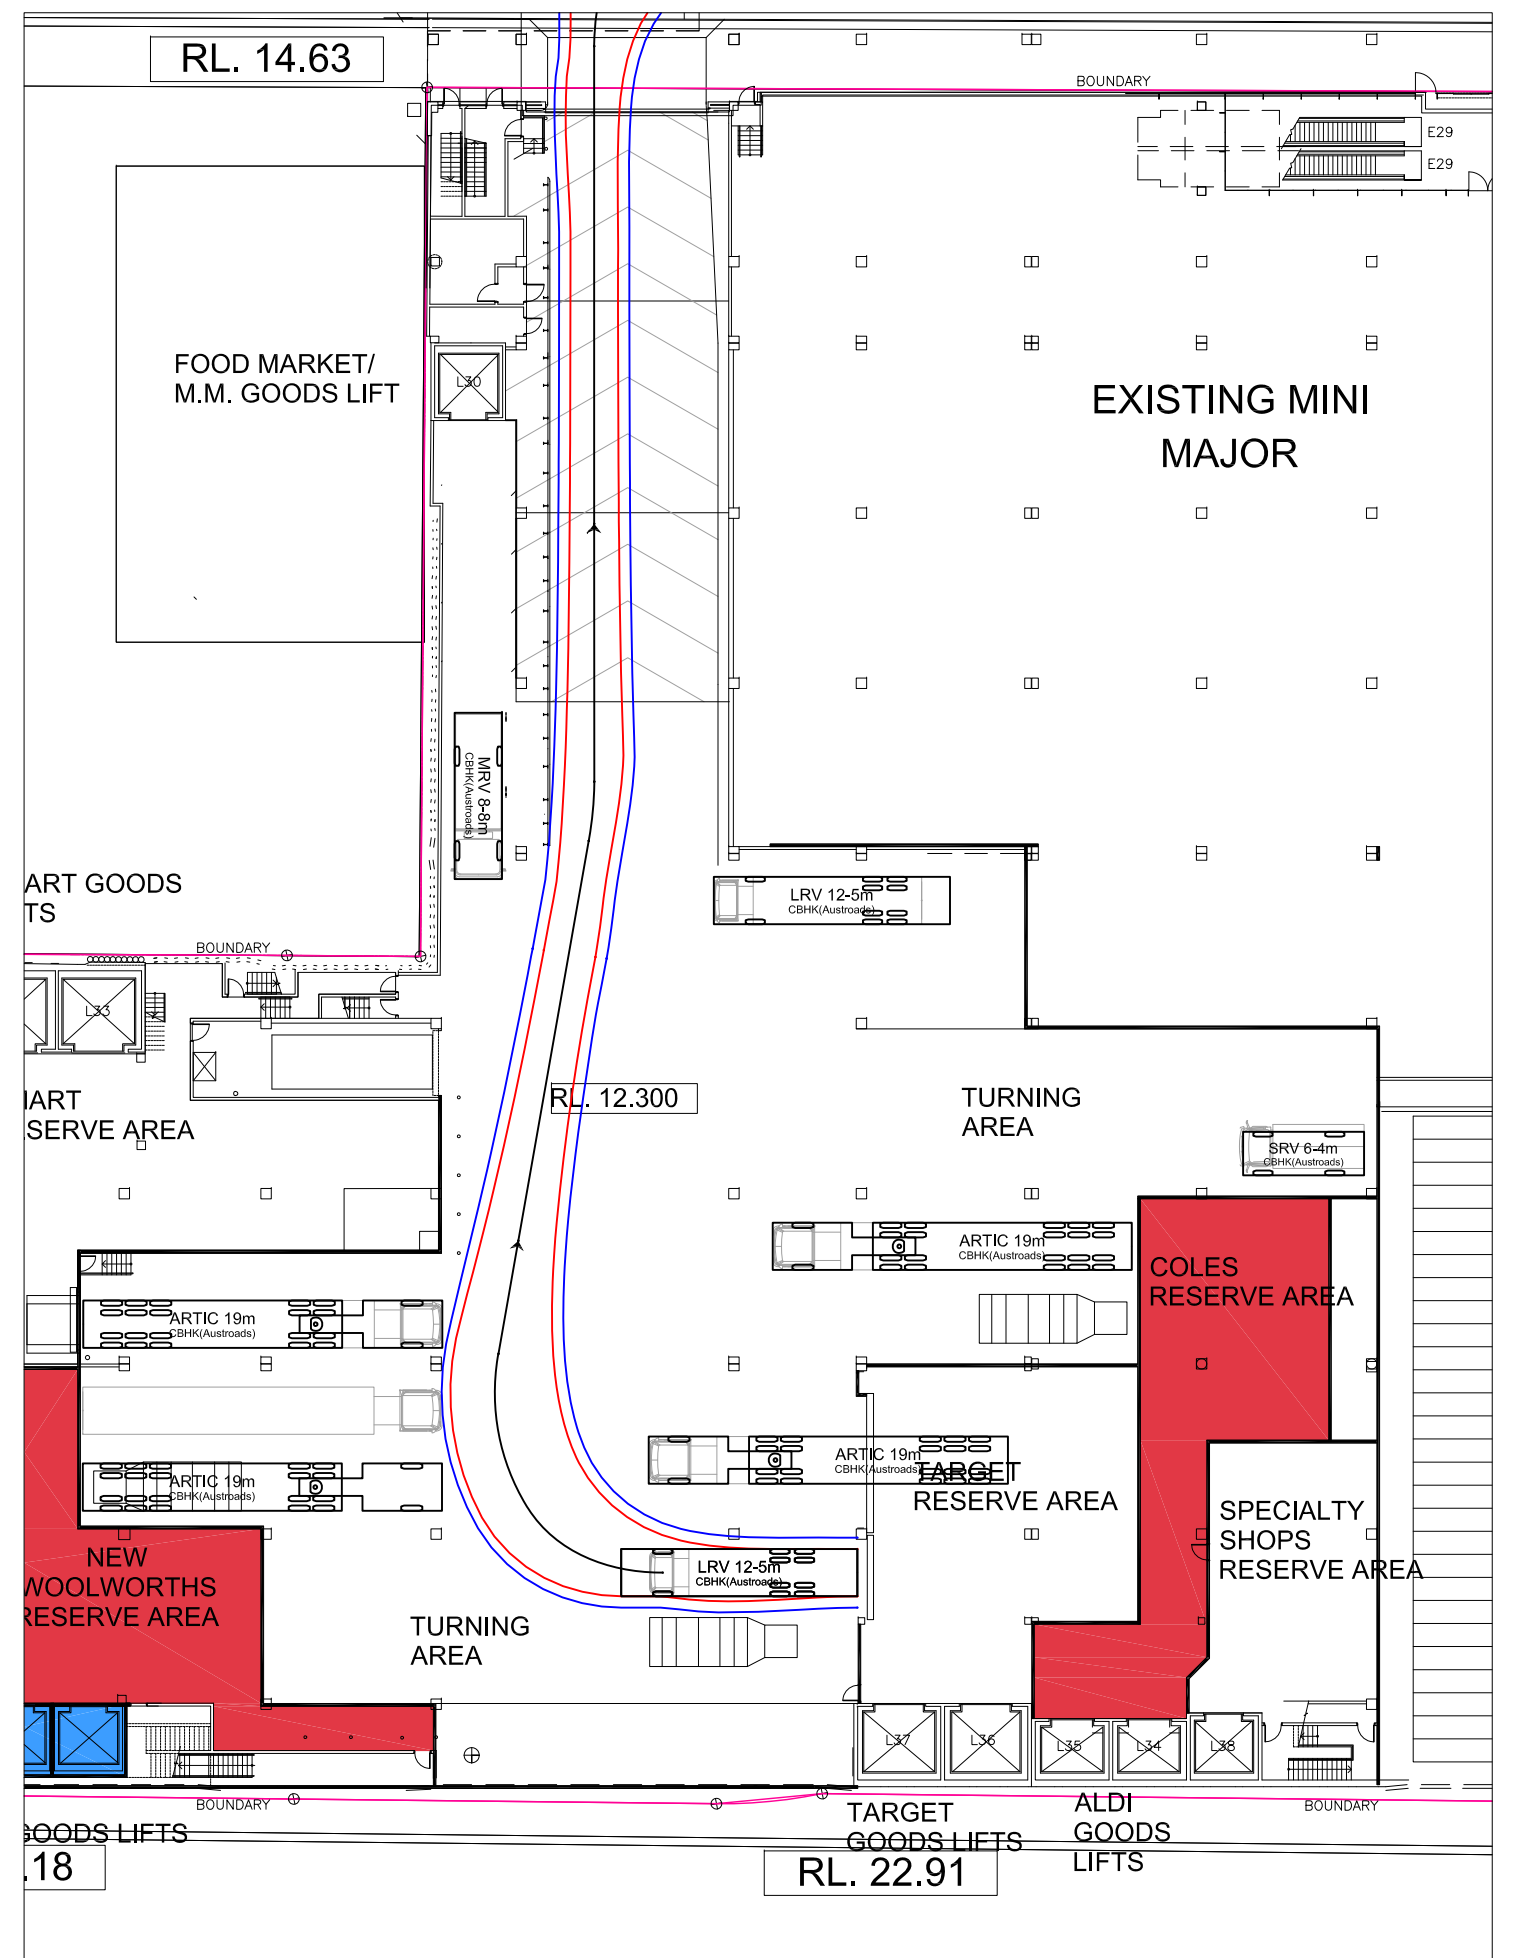 RL. 14.63
BOUNDARY
E29
E29
FOOD MARKET/
M.M. GOODS LIFT
L30
EXISTING MINI
MAJOR
MRV 8-8m
CBHK(Austroads)
ART GOODS
TS
LRV 12-5m
CBHK(Austroads)
BOUNDARY
L33
RL. 12.300
TURNING
AREA
IART
SERVE AREA
SRV 6-4m
CBHK(Austroads)
ARTIC 19m
CBHK(Austroads)
COLES
RESERVE AREA
ARTIC 19m
CBHK(Austroads)
ARTIC 19m
CBHK(Austroads)
TARGET
RESERVE AREA
ARTIC 19m
CBHK(Austroads)
SPECIALTY
SHOPS
RESERVE AREA
NEW
WOOLWORTHS
RESERVE AREA
LRV 12-5m
CBHK(Austroads)
TURNING
AREA
L37
L36
L35
L34
L38
BOUNDARY
BOUNDARY
TARGET
GOODS LIFTS
ALDI
GOODS
LIFTS
GOODS LIFTS
.18
RL. 22.91